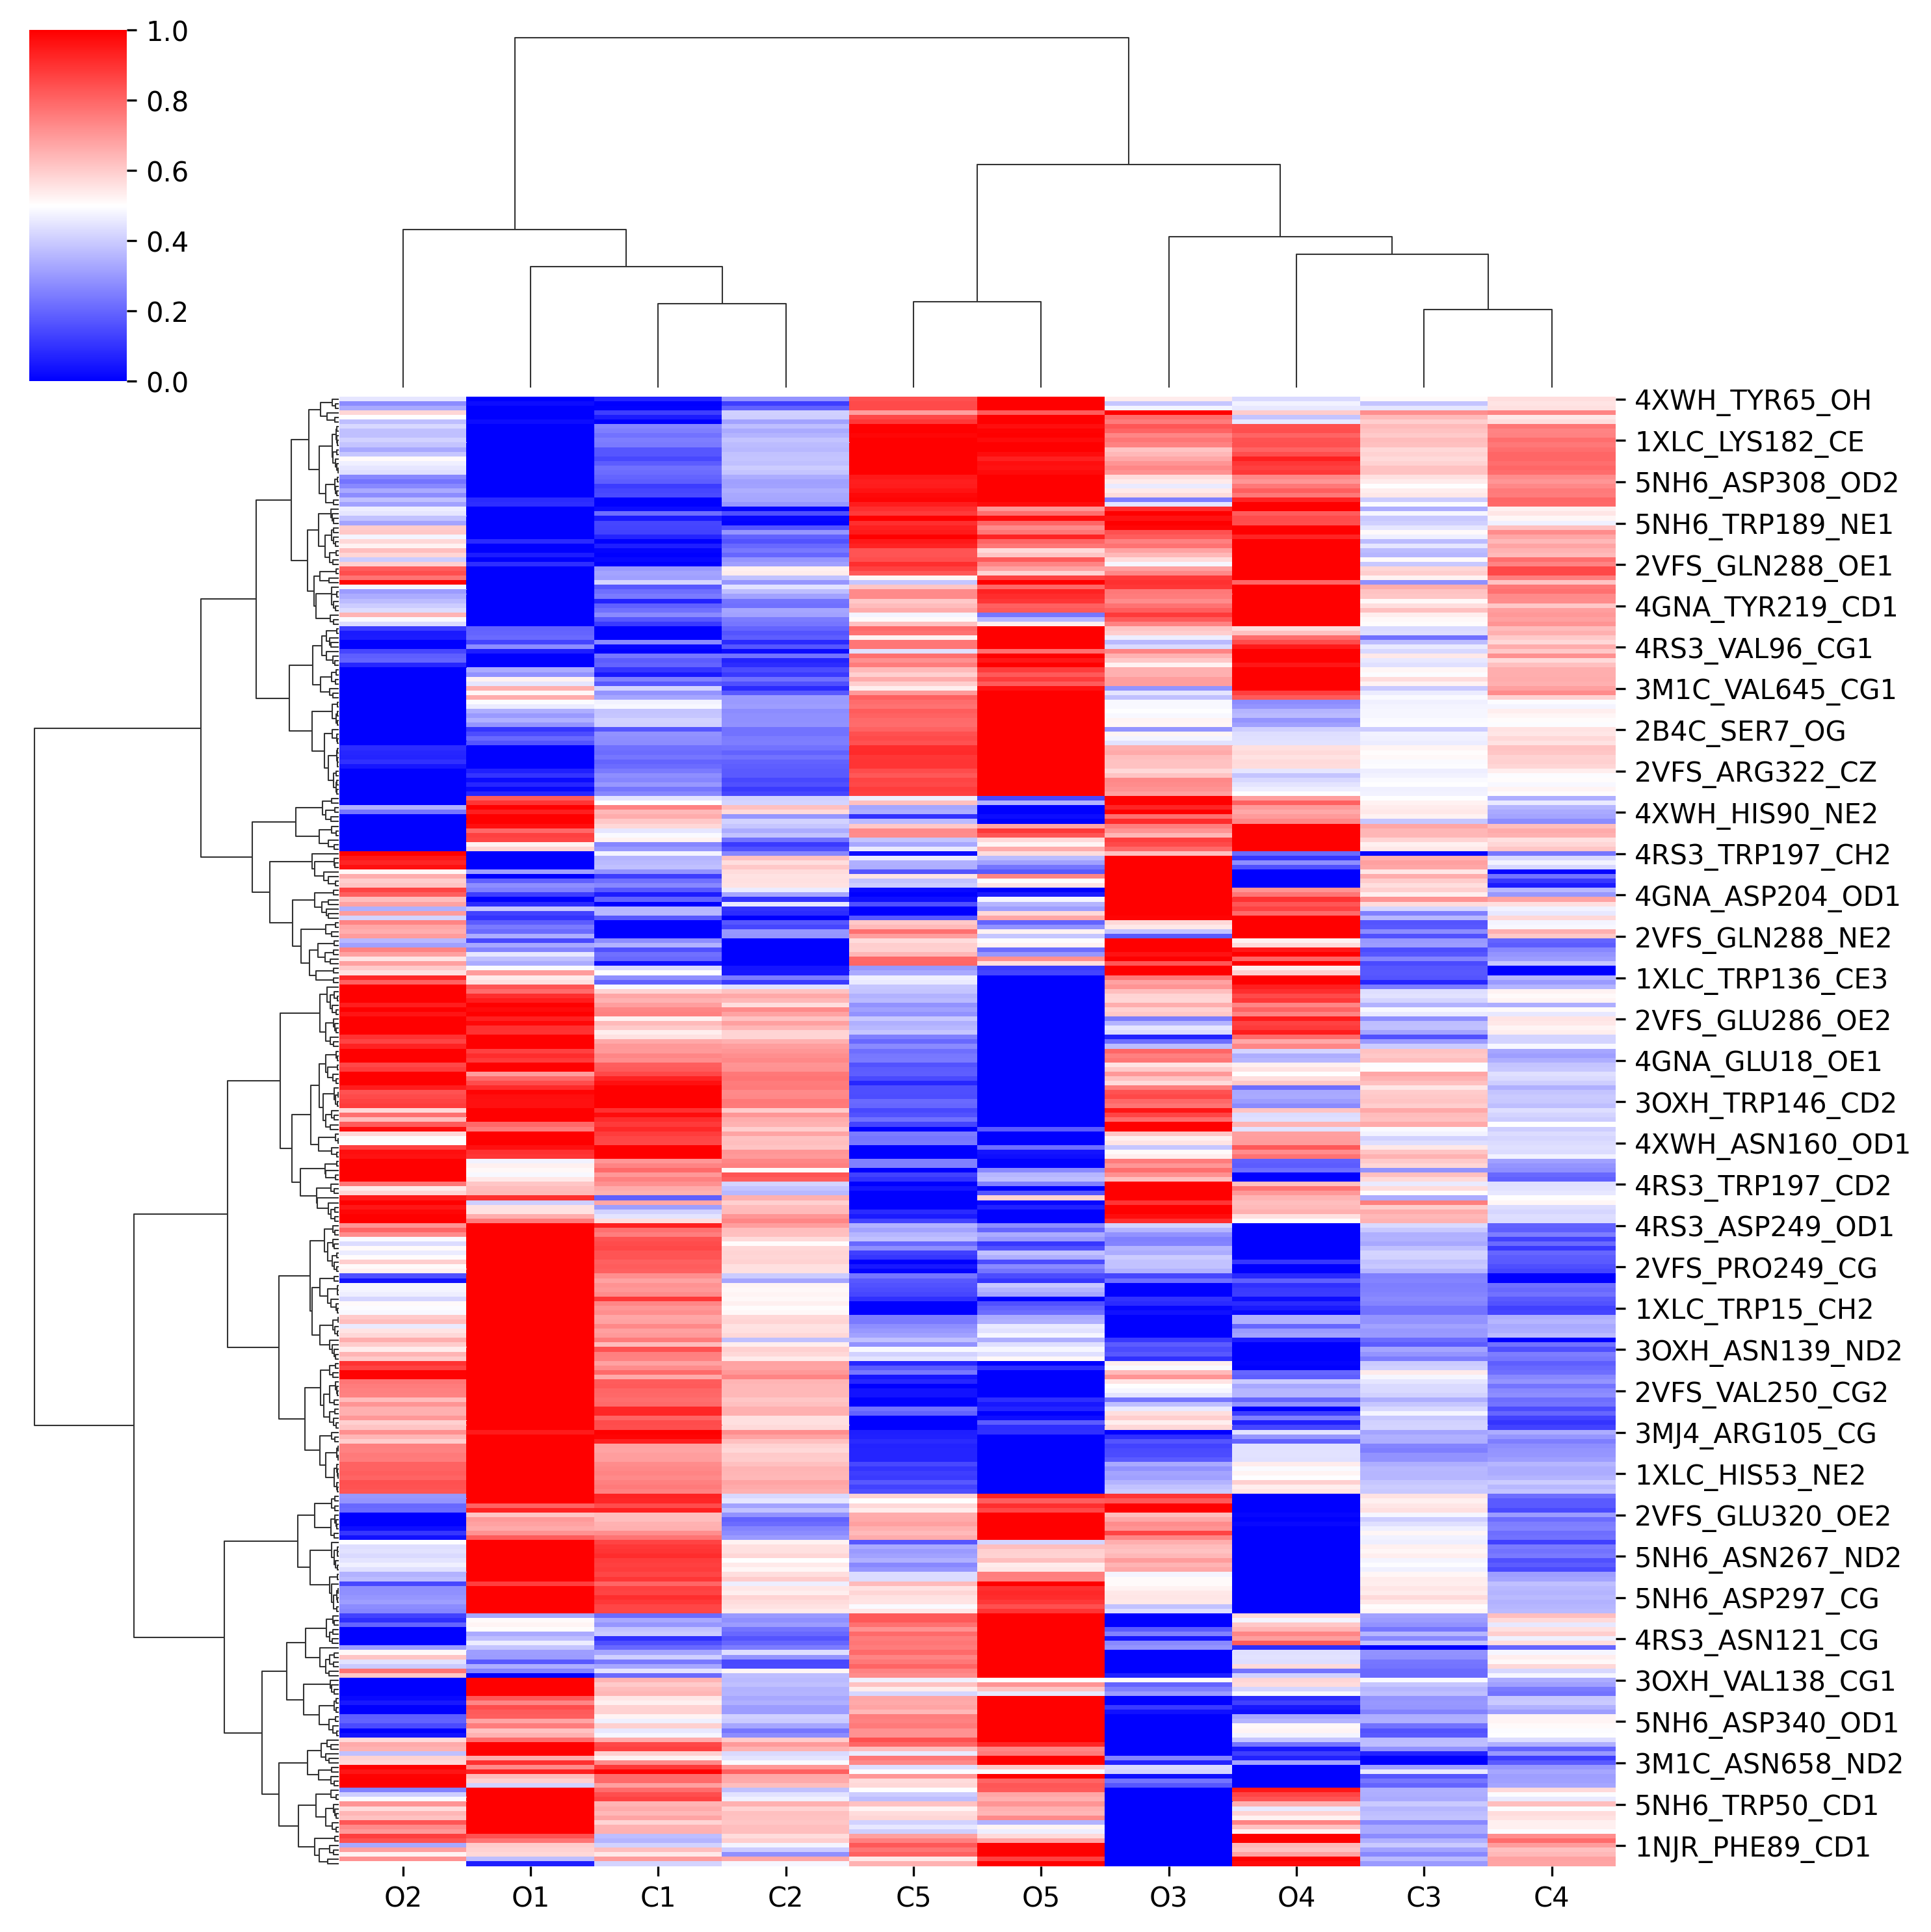 1.0
0.8
0.6
0.4
0.2
0.0
4XWH_TYR65_OH
1XLC_LYS182_CE
5NH6_ASP308_OD2
5NH6_TRP189_NE1
2VFS_GLN288_OE1
4GNA_TYR219_CD1
4RS3_VAL96_CG1
3M1C_VAL645_CG1
2B4C_SER7_OG
2VFS_ARG322_CZ
4XWH_HIS90_NE2
4RS3_TRP197_CH2
4GNA_ASP204_OD1
2VFS_GLN288_NE2
1XLC_TRP136_CE3
2VFS_GLU286_OE2
4GNA_GLU18_OE1
3OXH_TRP146_CD2
4XWH_ASN160_OD1
4RS3_TRP197_CD2
4RS3_ASP249_OD1
2VFS_PRO249_CG
1XLC_TRP15_CH2
3OXH_ASN139_ND2
2VFS_VAL250_CG2
3MJ4_ARG105_CG
1XLC_HIS53_NE2
2VFS_GLU320_OE2
5NH6_ASN267_ND2
5NH6_ASP297_CG
4RS3_ASN121_CG
3OXH_VAL138_CG1
5NH6_ASP340_OD1
3M1C_ASN658_ND2
5NH6_TRP50_CD1
1NJR_PHE89_CD1
O2 O1 C1 C2 C5 O5 O3 O4 C3 C4